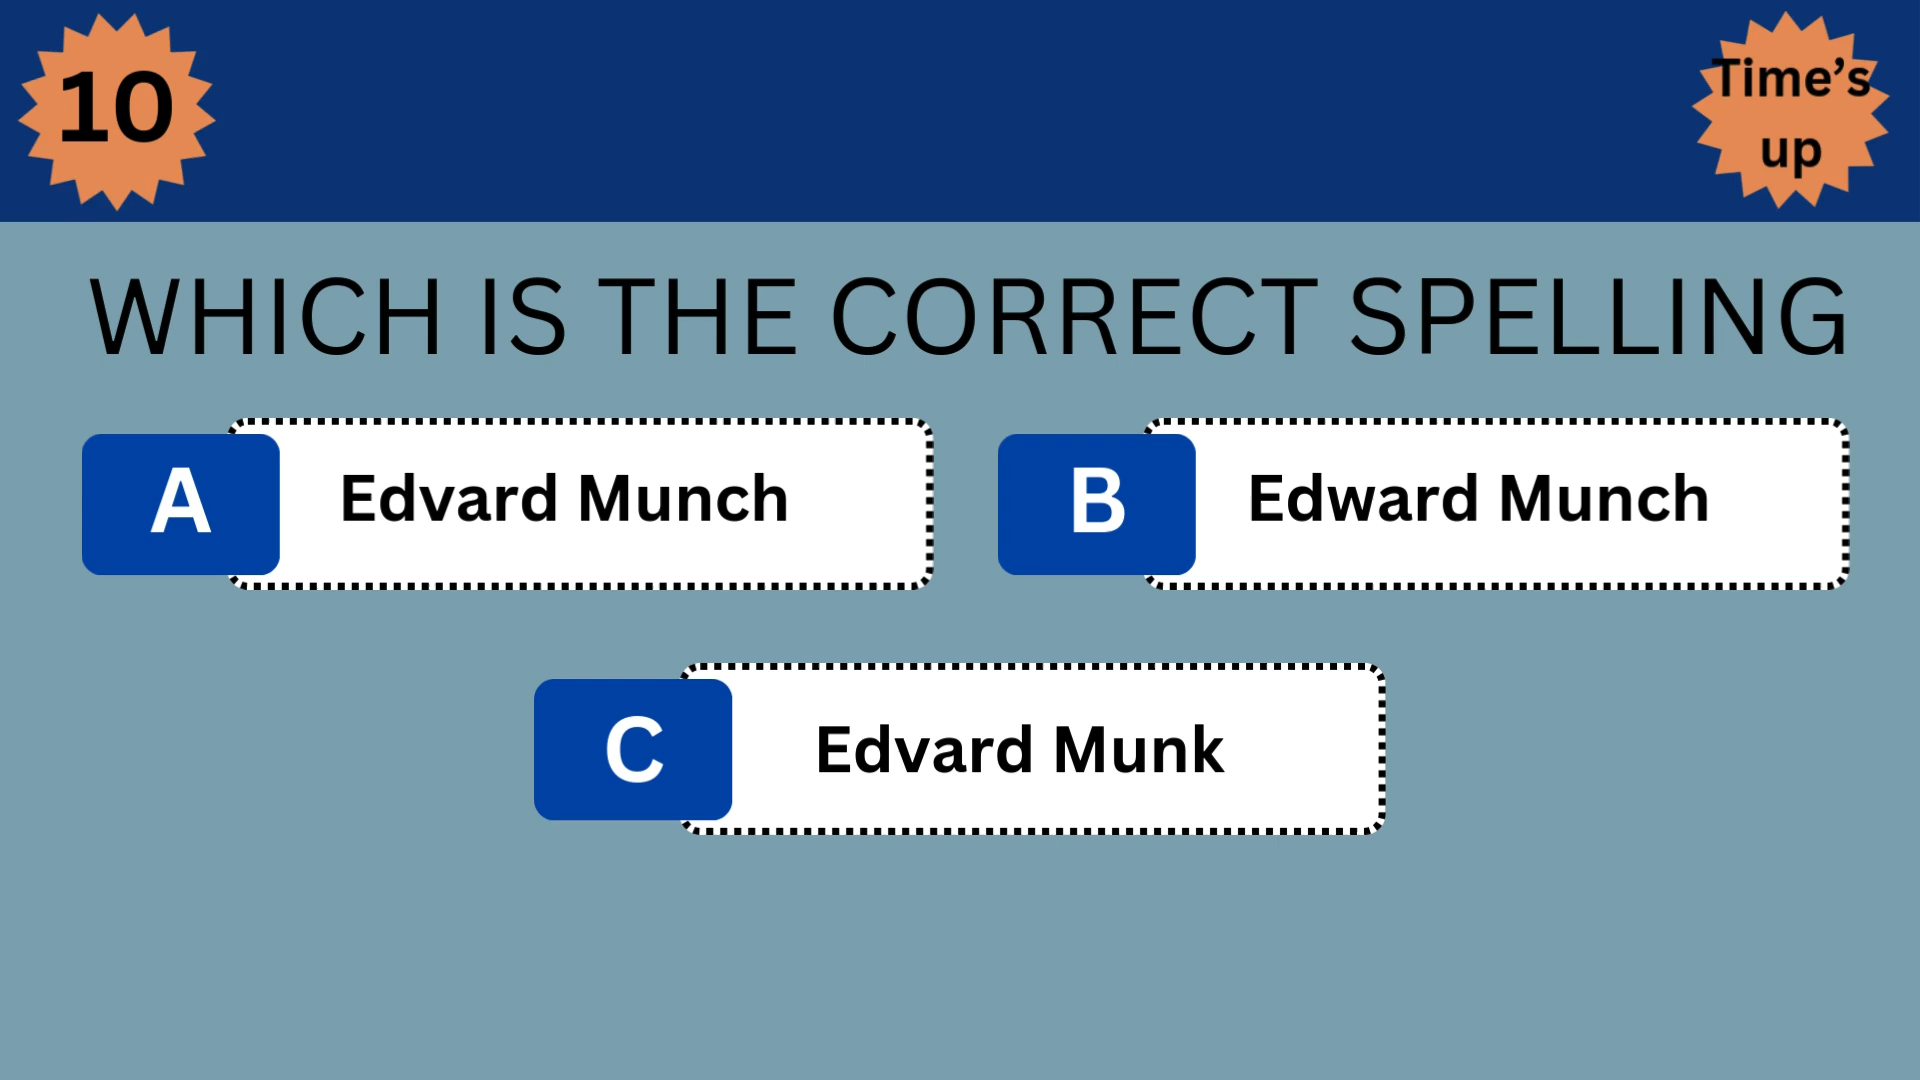 10
Time’s
up
WHICH IS THE CORRECT SPELLING
A
Edvard Munch
B
Edward Munch
C
Edvard Munk